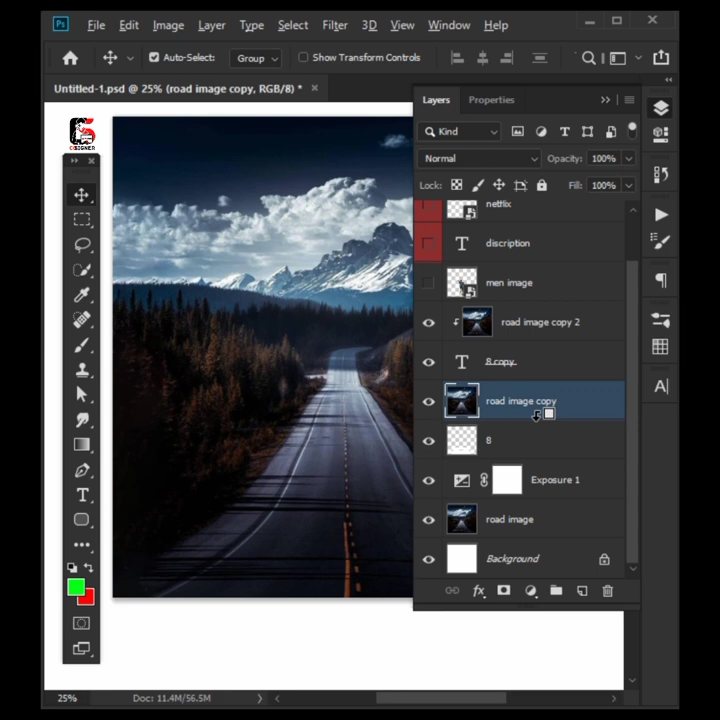 Ps File Edit Image Layer Type Select Filter 3D View Window Help
Auto-Select: Group Show Transform Controls
Untitled-1.psd @ 25% (road image copy, RGB/8) *
Layers Properties
Kind
Normal Opacity: 100%
Lock: Fill: 100%
netflix
discription
men image
road image copy 2
8 copy
road image copy
8
Exposure 1
road image
Background
25% Doc: 11.4M/56.5M